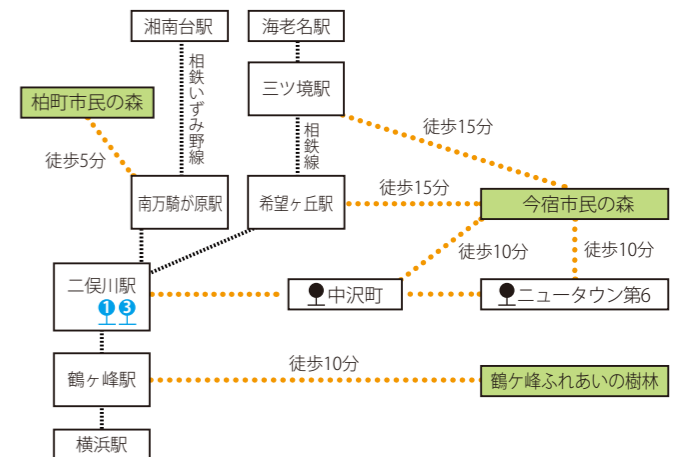 湘南台駅
海老名駅
相鉄いずみ野線
三ツ境駅
柏町市民の森
相鉄線
徒歩15分
徒歩5分
南万騎が原駅
希望ヶ丘駅
徒歩15分
今宿市民の森
徒歩10分
徒歩10分
二俣川駅
1 3
中沢町
ニュータウン第6
鶴ヶ峰駅
徒歩10分
鶴ケ峰ふれあいの樹林
横浜駅